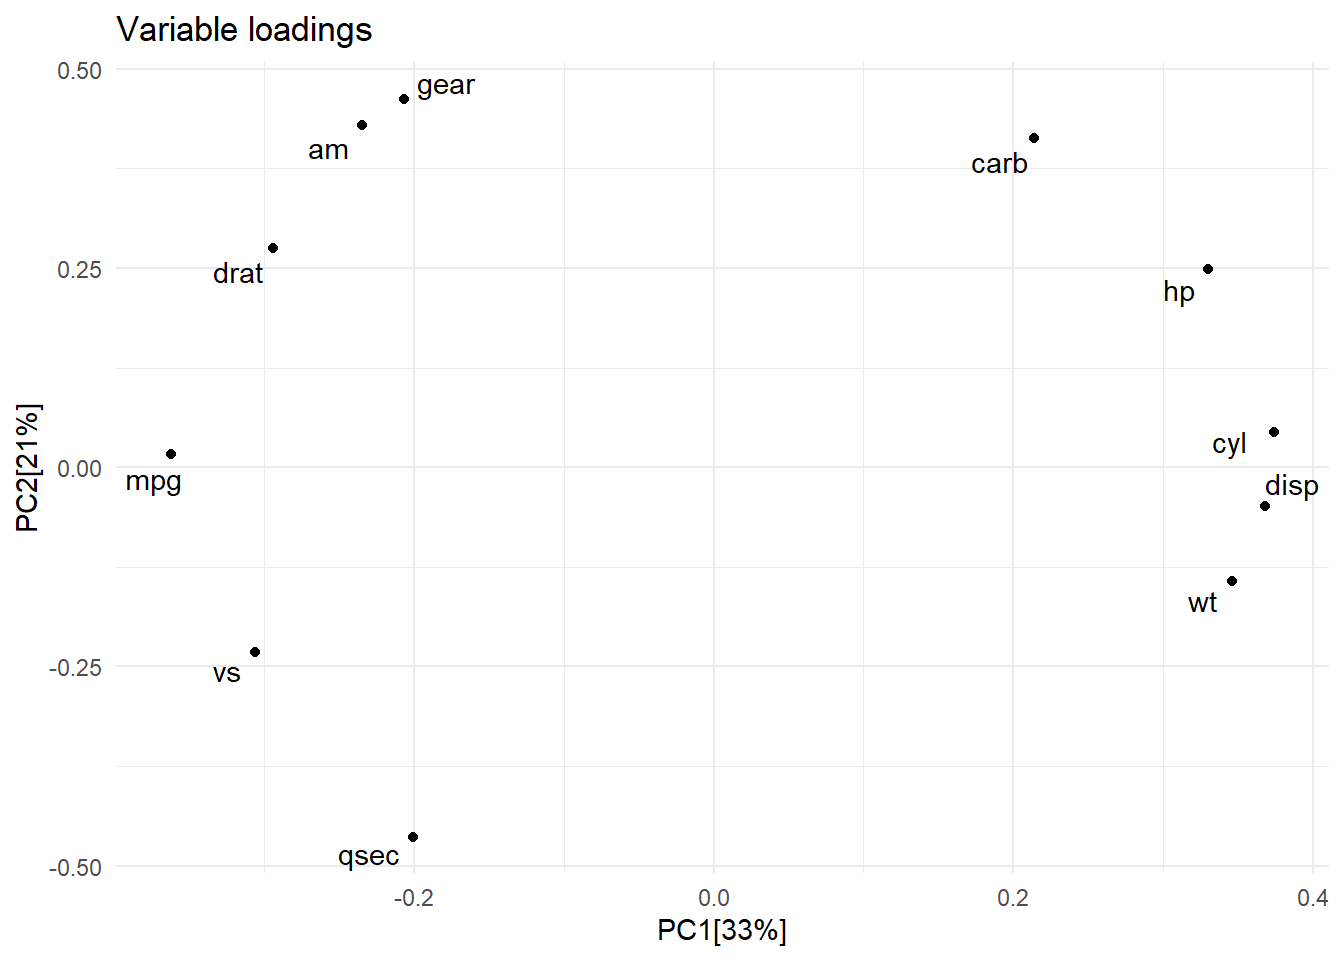 Variable loadings
0.50
gear
am
carb
drat
0.25
hp
cyl
0.00
mpg
disp
wt
-0.25
vs
qsec
-0.50
-0.2
0.0
0.2
0.4
PC1[33%]
PC2[21%]